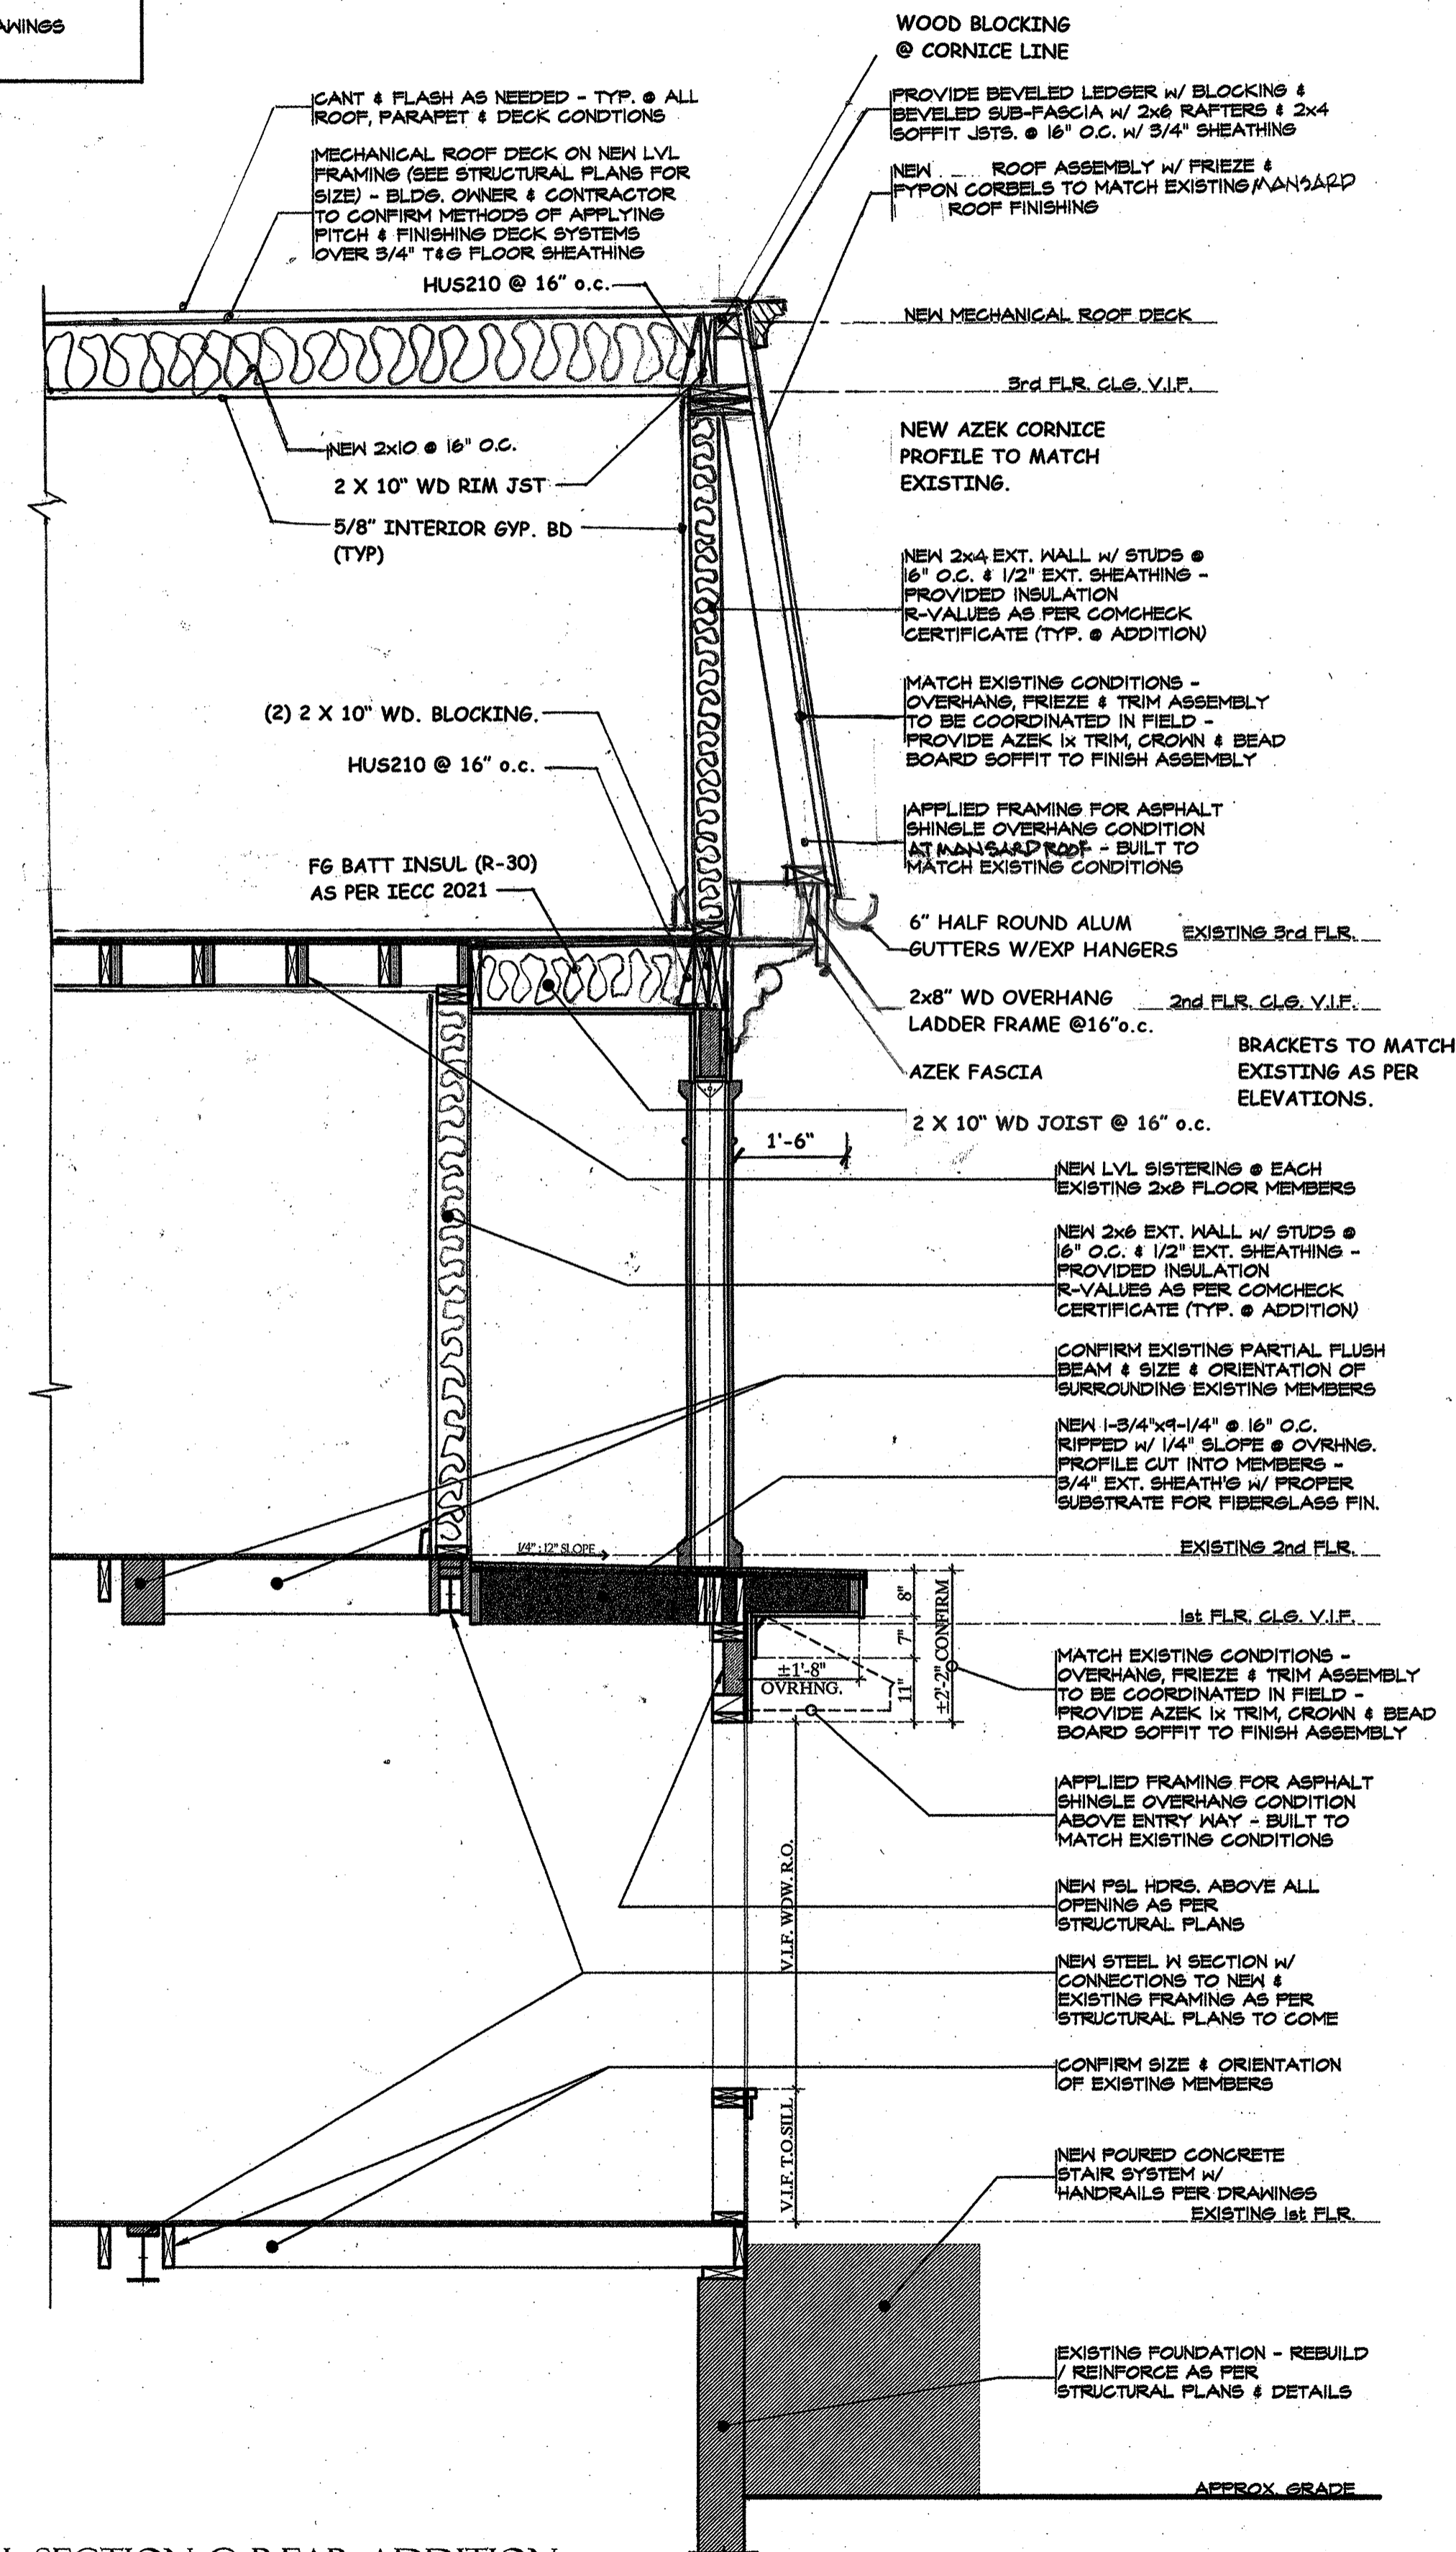 WOOD BLOCKING
@ CORNICE LINE
CANT & FLASH AS NEEDED - TYP. @ ALL
ROOF, PARAPET & DECK CONDTIONS
PROVIDE BEVELED LEDGER w/ BLOCKING &
BEVELED SUB-FASCIA w/ 2x6 RAFTERS & 2x4
SOFFIT JSTS. @ 16" O.C. w/ 3/4" SHEATHING
MECHANICAL ROOF DECK ON NEW LVL
FRAMING (SEE STRUCTURAL PLANS FOR
SIZE) - BLDG. OWNER & CONTRACTOR
TO CONFIRM METHODS OF APPLYING
PITCH & FINISHING DECK SYSTEMS
OVER 3/4" T&G FLOOR SHEATHING
NEW ROOF ASSEMBLY w/ FRIEZE &
FYPON CORBELS TO MATCH EXISTING MANSARD
ROOF FINISHING
HUS210 @ 16" o.c.
NEW MECHANICAL ROOF DECK
3rd FLR. CLG. V.I.F.
NEW 2x10 @ 16" O.C.
2 X 10" WD RIM JST
5/8" INTERIOR GYP. BD
(TYP)
NEW AZEK CORNICE
PROFILE TO MATCH
EXISTING.
NEW 2x4 EXT. WALL w/ STUDS @
16" O.C. & 1/2" EXT. SHEATHING -
PROVIDED INSULATION
R-VALUES AS PER COMCHECK
CERTIFICATE (TYP. @ ADDITION)
MATCH EXISTING CONDITIONS -
OVERHANG, FRIEZE & TRIM ASSEMBLY
TO BE COORDINATED IN FIELD -
PROVIDE AZEK 1x TRIM, CROWN & BEAD
BOARD SOFFIT TO FINISH ASSEMBLY
(2) 2 X 10" WD. BLOCKING.
HUS210 @ 16" o.c.
APPLIED FRAMING FOR ASPHALT
SHINGLE OVERHANG CONDITION
AT MANSARD ROOF - BUILT TO
MATCH EXISTING CONDITIONS
FG BATT INSUL (R-30)
AS PER IECC 2021
6" HALF ROUND ALUM
GUTTERS W/EXP HANGERS
EXISTING 3rd FLR.
2x8" WD OVERHANG
LADDER FRAME @16"o.c.
2nd FLR. CLG. V.I.F.
AZEK FASCIA
BRACKETS TO MATCH
EXISTING AS PER
ELEVATIONS.
2 X 10" WD JOIST @ 16" o.c.
1'-6"
NEW LVL SISTERING @ EACH
EXISTING 2x8 FLOOR MEMBERS
NEW 2x6 EXT. WALL w/ STUDS @
16" O.C. & 1/2" EXT. SHEATHING -
PROVIDED INSULATION
R-VALUES AS PER COMCHECK
CERTIFICATE (TYP. @ ADDITION)
CONFIRM EXISTING PARTIAL FLUSH
BEAM & SIZE & ORIENTATION OF
SURROUNDING EXISTING MEMBERS
NEW 1-3/4"x9-1/4" @ 16" O.C.
RIPPED w/ 1/4" SLOPE @ OVRHNG.
PROFILE CUT INTO MEMBERS -
3/4" EXT. SHEATH'G w/ PROPER
SUBSTRATE FOR FIBERGLASS FIN.
1/4" : 12" SLOPE
EXISTING 2nd FLR.
8"
7"
11"
±2'-2" CONFIRM
1st FLR. CLG. V.I.F.
±1'-8"
OVRHNG.
MATCH EXISTING CONDITIONS -
OVERHANG, FRIEZE & TRIM ASSEMBLY
TO BE COORDINATED IN FIELD -
PROVIDE AZEK 1x TRIM, CROWN & BEAD
BOARD SOFFIT TO FINISH ASSEMBLY
APPLIED FRAMING FOR ASPHALT
SHINGLE OVERHANG CONDITION
ABOVE ENTRY WAY - BUILT TO
MATCH EXISTING CONDITIONS
V.I.F. WDW. R.O.
NEW PSL HDRS. ABOVE ALL
OPENING AS PER
STRUCTURAL PLANS
NEW STEEL W SECTION w/
CONNECTIONS TO NEW &
EXISTING FRAMING AS PER
STRUCTURAL PLANS TO COME
CONFIRM SIZE & ORIENTATION
OF EXISTING MEMBERS
V.I.F. T.O.SILL
NEW POURED CONCRETE
STAIR SYSTEM w/
HANDRAILS PER DRAWINGS
EXISTING 1st FLR.
EXISTING FOUNDATION - REBUILD
/ REINFORCE AS PER
STRUCTURAL PLANS & DETAILS
APPROX. GRADE
SECTION @ REAR ADDITION